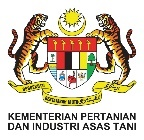 KEMENTERIAN PERTANIAN
DAN INDUSTRI ASAS TANI